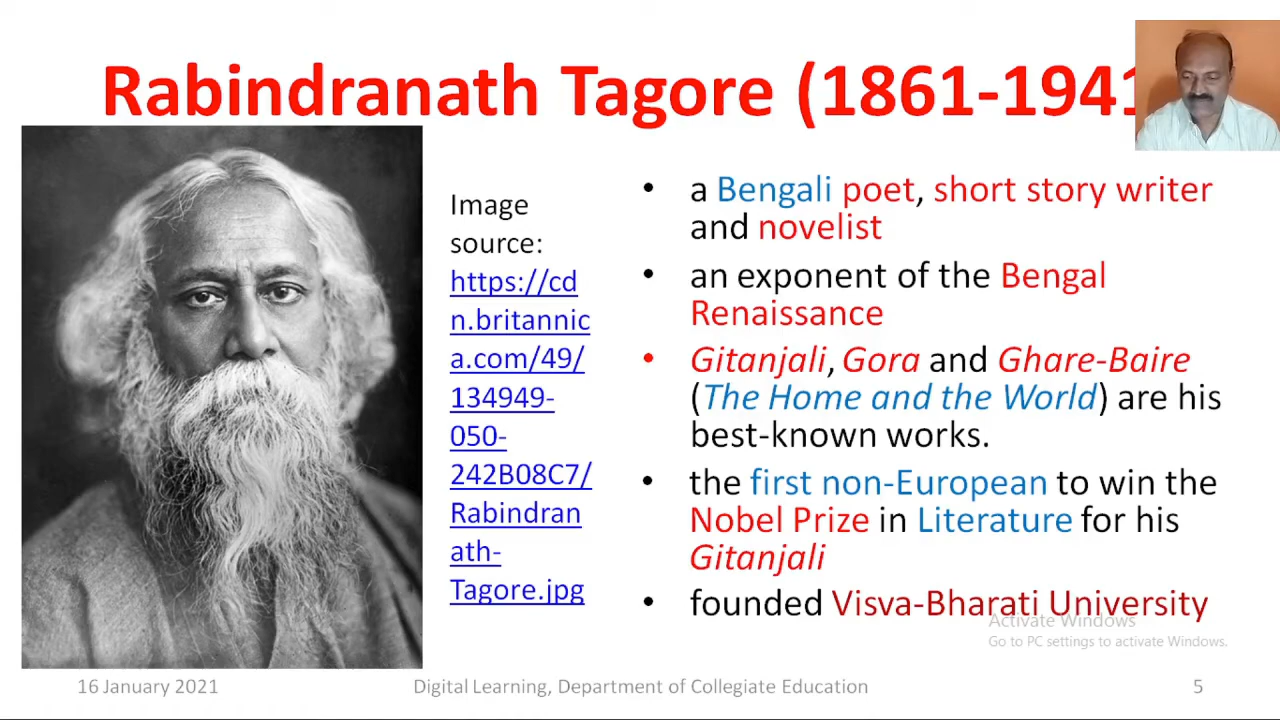 Rabindranath Tagore (1861-1941
Image
source:
https://cd
n.britannic
a.com/49/
134949-
050-
242B08C7/
Rabindran
ath-
Tagore.jpg
• a Bengali poet, short story writer
and novelist
• an exponent of the Bengal
Renaissance
• Gitanjali, Gora and Ghare-Baire
(The Home and the World) are his
best-known works.
• the first non-European to win the
Nobel Prize in Literature for his
Gitanjali
• founded Visva-Bharati University
Activate Windows
Go to PC settings to activate Windows.
16 January 2021
Digital Learning, Department of Collegiate Education
5